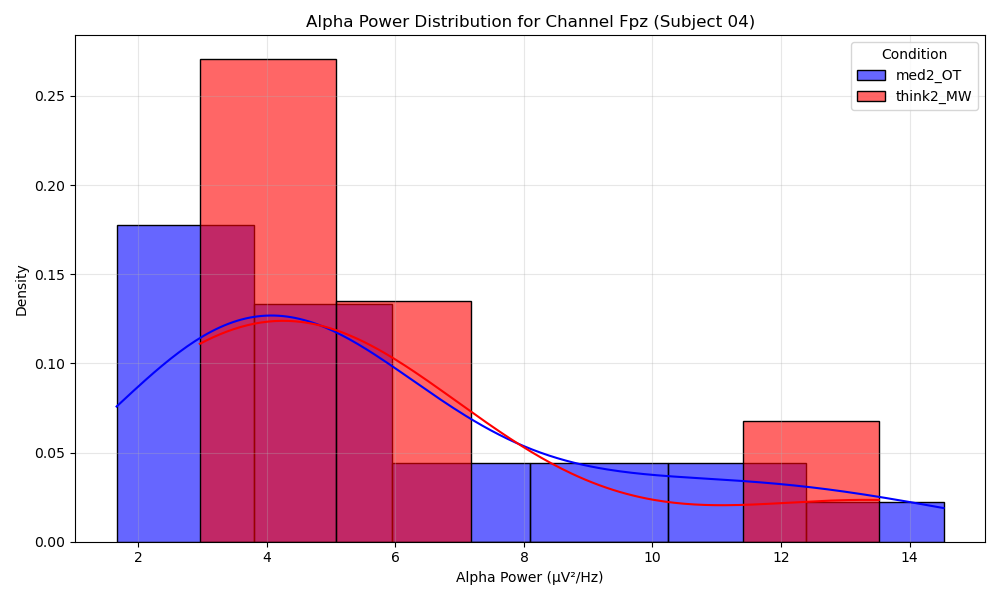 Alpha Power Distribution for Channel Fpz (Subject 04)
Condition
med2_OT
think2_MW
0.25
0.20
0.15
0.10
0.05
0.00
Density
2 4 6 8 10 12 14
Alpha Power (µV²/Hz)